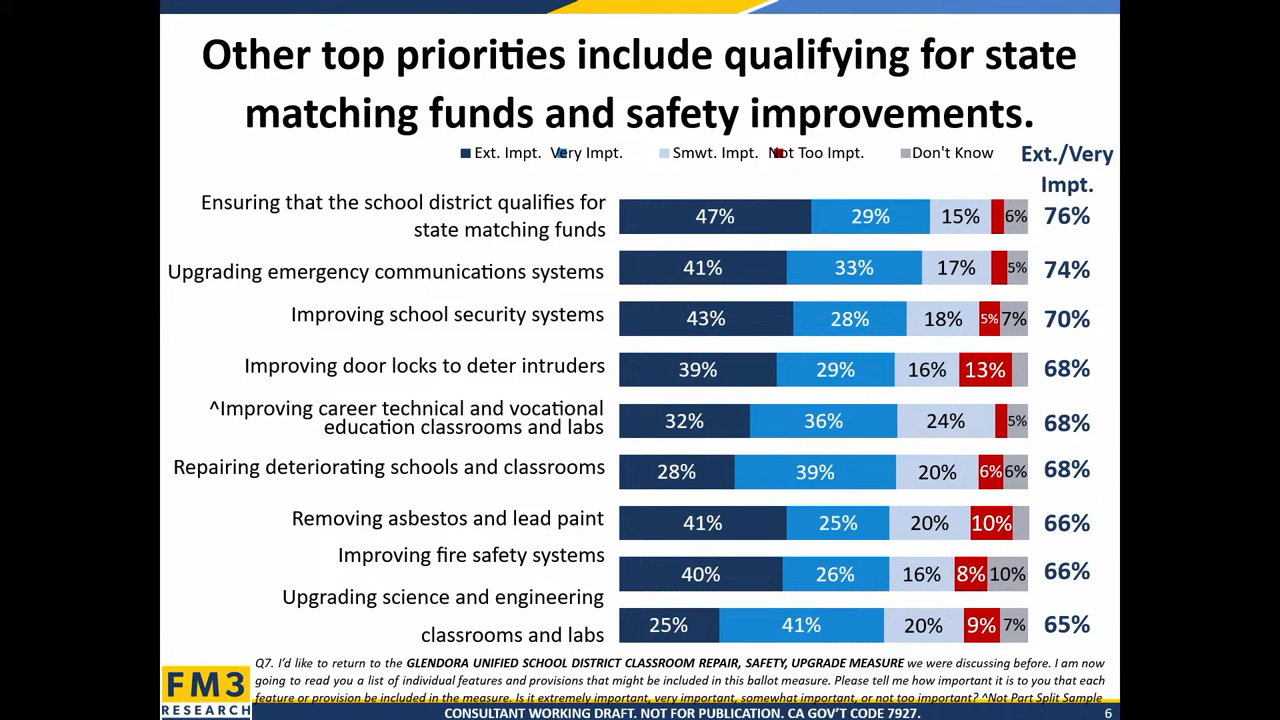 Other top priorities include qualifying for state
matching funds and safety improvements.
Ext. Impt. Very Impt. Smwt. Impt. Not Too Impt. Don't Know Ext./Very
Impt.
Ensuring that the school district qualifies for
state matching funds
47% 29% 15% 6% 76%
Upgrading emergency communications systems 41% 33% 17% 5% 74%
Improving school security systems 43% 28% 18% 5% 7% 70%
Improving door locks to deter intruders 39% 29% 16% 13% 68%
^Improving career technical and vocational
education classrooms and labs
32% 36% 24% 5% 68%
Repairing deteriorating schools and classrooms 28% 39% 20% 6% 6% 68%
Removing asbestos and lead paint 41% 25% 20% 10% 66%
Improving fire safety systems 40% 26% 16% 8% 10% 66%
Upgrading science and engineering
classrooms and labs
25% 41% 20% 9% 7% 65%
Q7. I'd like to return to the GLENDORA UNIFIED SCHOOL DISTRICT CLASSROOM REPAIR, SAFETY, UPGRADE MEASURE we were discussing before. I am now
going to read you a list of individual features and provisions that might be included in this ballot measure. Please tell me how important it is to you that each
feature or provision be included in the measure. Is it extremely important, very important, somewhat important, or not too important? ^Not Part Split Sample
FM3
RESEARCH
CONSULTANT WORKING DRAFT. NOT FOR PUBLICATION. CA GOV'T CODE 7927.
6